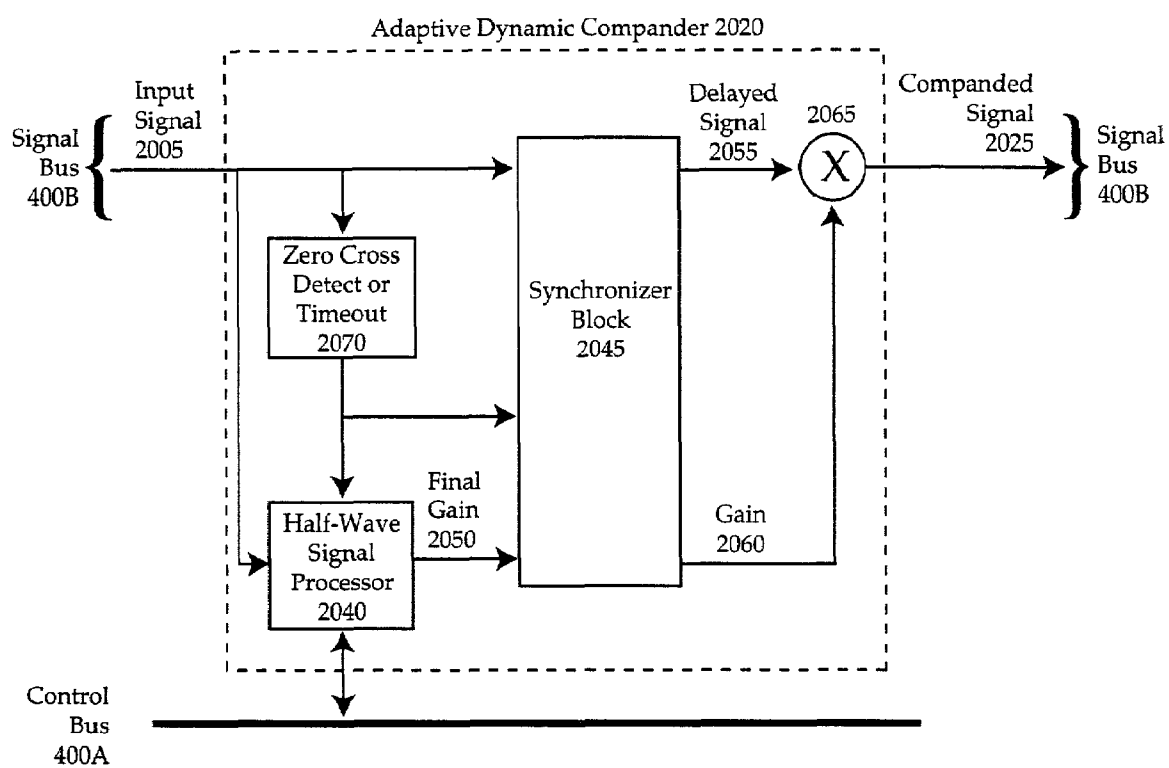 Adaptive Dynamic Compander 2020
Input
Signal
2005
Signal
Bus
400B
Delayed
Signal
2055
2065
X
Companded
Signal
2025
Signal
Bus
400B
Zero Cross
Detect or
Timeout
2070
Synchronizer
Block
2045
Half-Wave
Signal
Processor
2040
Final
Gain
2050
Gain
2060
Control
Bus
400A